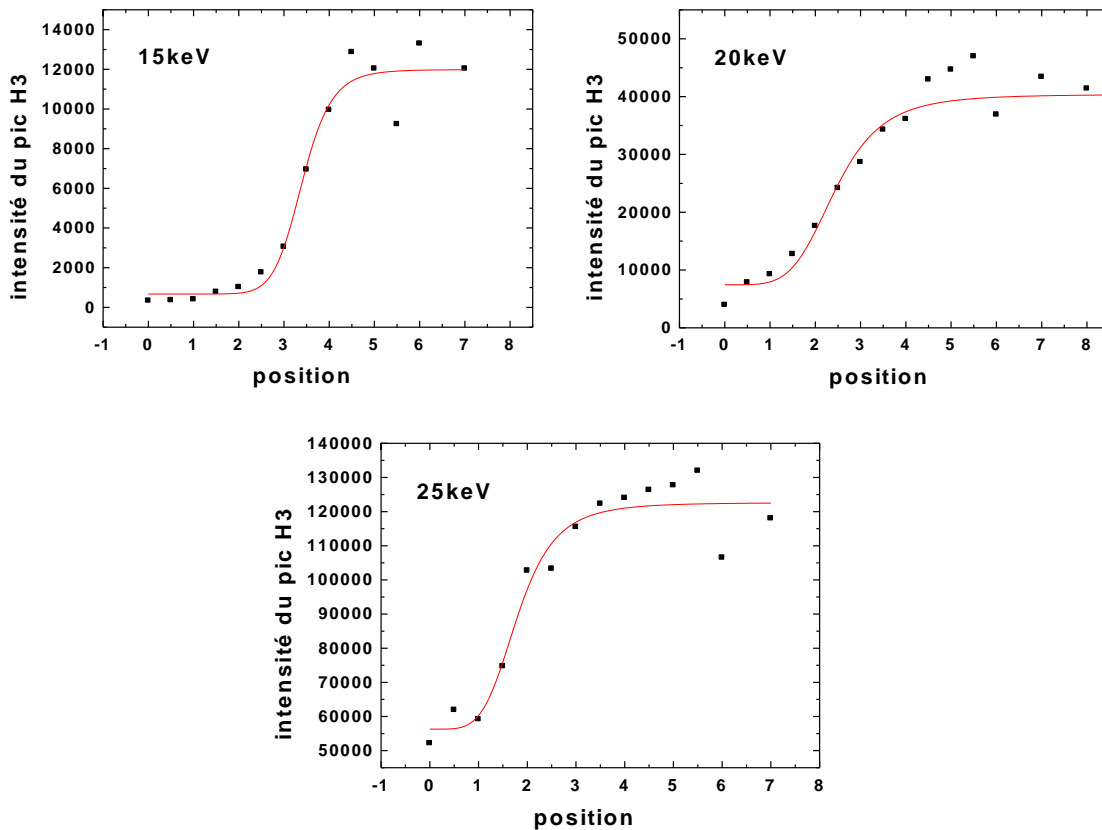 15keV
intensité du pic H3
14000
12000
10000
8000
6000
4000
2000
0
-1 0 1 2 3 4 5 6 7 8
position
20keV
intensité du pic H3
50000
40000
30000
20000
10000
0
-1 0 1 2 3 4 5 6 7 8
position
25keV
intensité du pic H3
140000
130000
120000
110000
100000
90000
80000
70000
60000
50000
-1 0 1 2 3 4 5 6 7 8
position